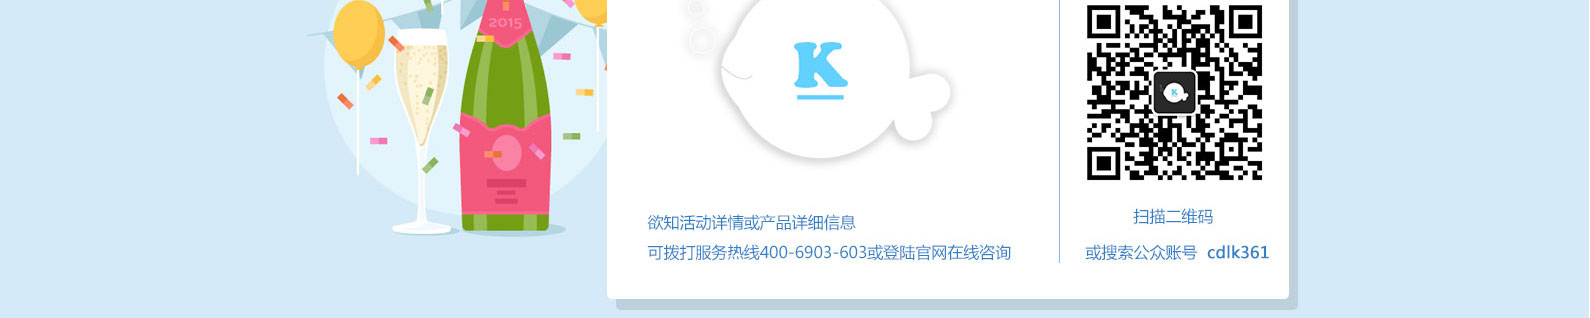 2015
K
欲知活动详情或产品详细信息
可拨打服务热线400-6903-603或登陆官网在线咨询
K
扫描二维码
或搜索公众账号 cdlk361